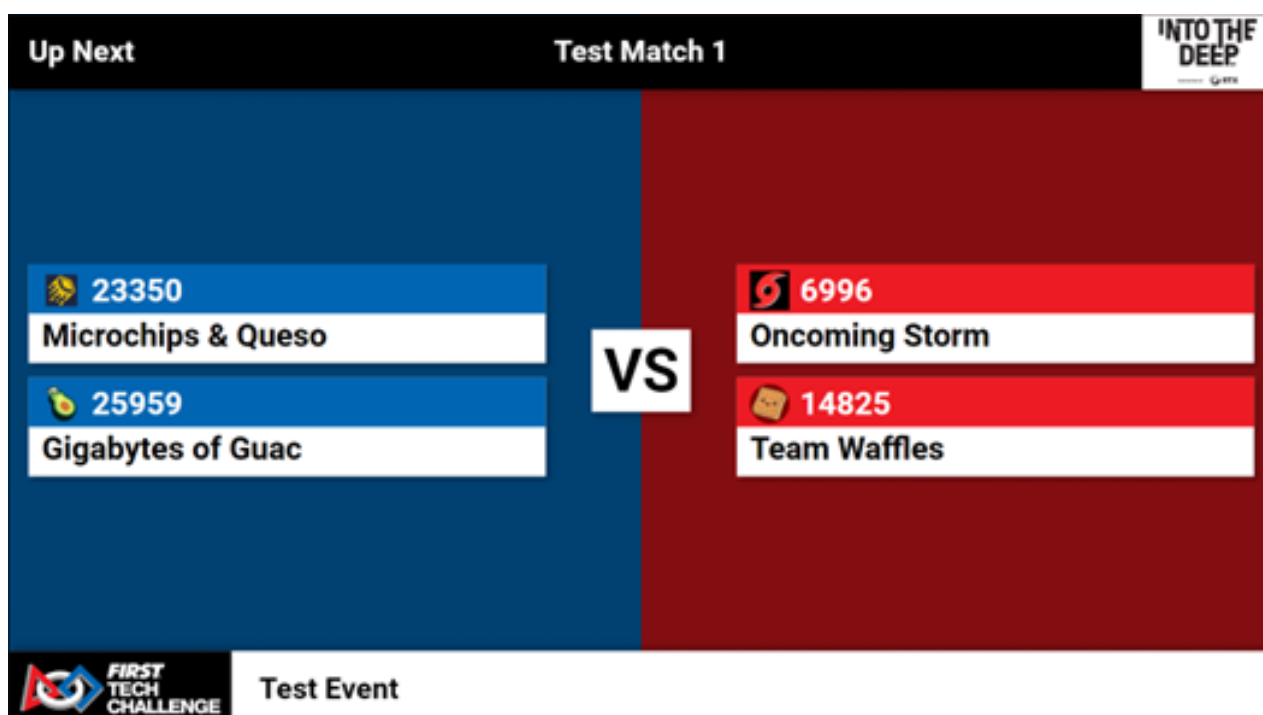 Up Next
Test Match 1
INTO THE
DEEP
23350
Microchips & Queso
25959
Gigabytes of Guac
VS
6996
Oncoming Storm
14825
Team Waffles
FIRST
TECH
CHALLENGE
Test Event